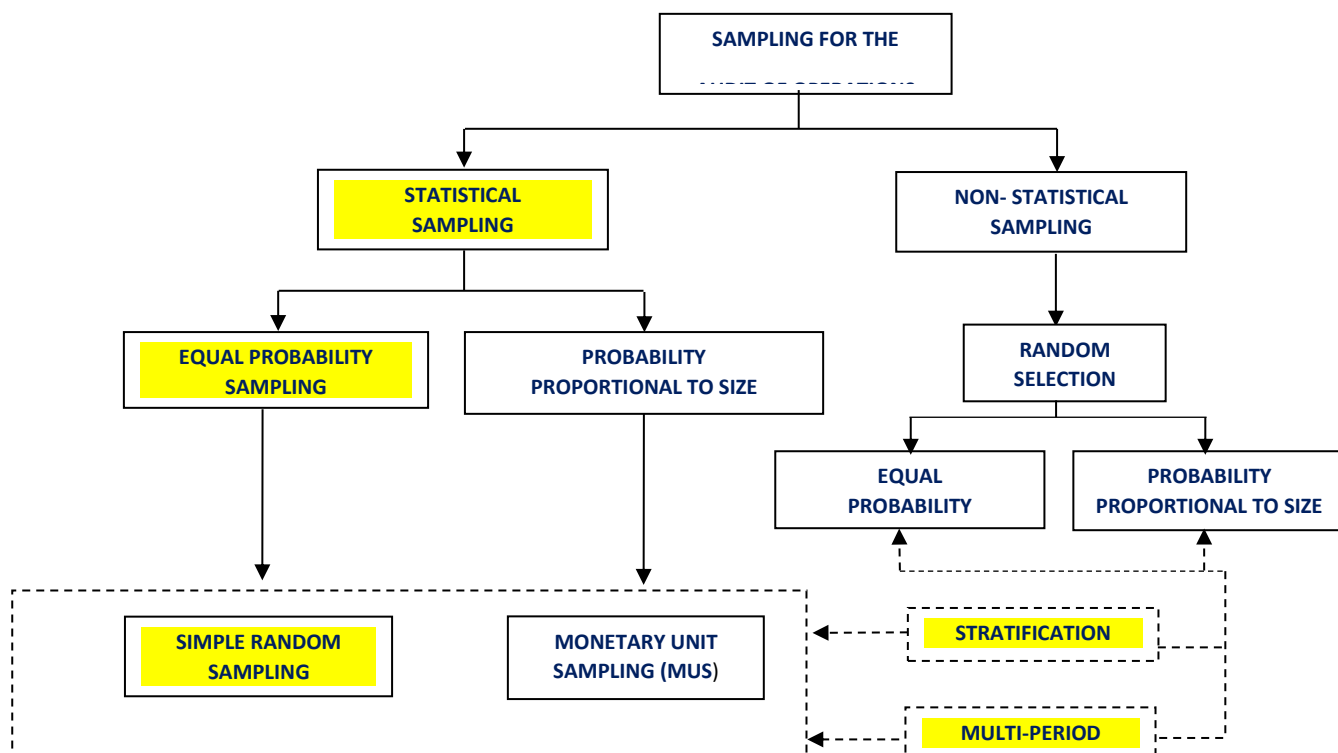 SAMPLING FOR THE
STATISTICAL
SAMPLING
NON- STATISTICAL
SAMPLING
EQUAL PROBABILITY
SAMPLING
PROBABILITY
PROPORTIONAL TO SIZE
RANDOM
SELECTION
EQUAL
PROBABILITY
PROBABILITY
PROPORTIONAL TO SIZE
SIMPLE RANDOM
SAMPLING
MONETARY UNIT
SAMPLING (MUS)
STRATIFICATION
MULTI-PERIOD